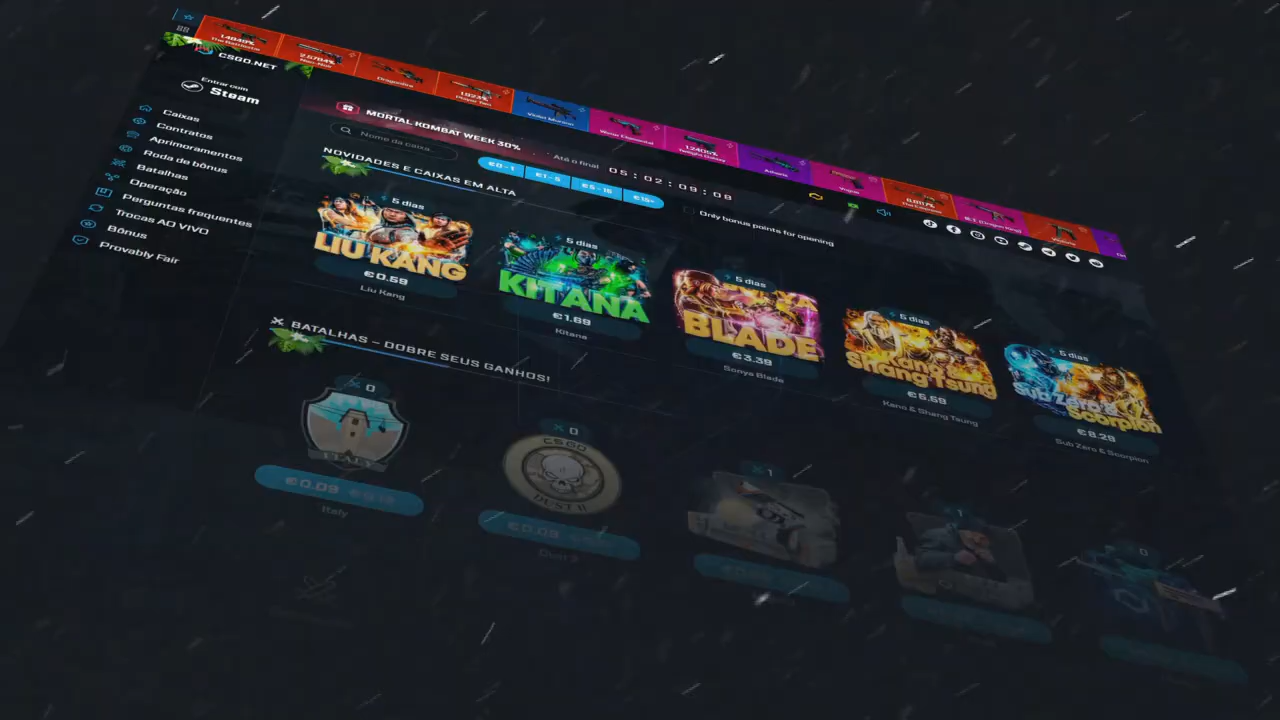 CSGO.NET
Entrar com
Steam
Caixas
Contratos
Aprimoramentos
Roda de bônus
Batalhas
Operação
Perguntas frequentes
Trocas AO VIVO
Bônus
Provably Fair
Dragonfire
MORTAL KOMBAT WEEK 30%
Até o final
05:02:09:08
Nome da caixa...
€0-1
€1-5
€5-15
€15+
Only bonus points for opening
NOVIDADES E CAIXAS EM ALTA
5 dias
LIU KANG
€0.59
Liu Kang
5 dias
KITANA
€1.69
Kitana
5 dias
BLADE
€3.39
Sonya Blade
5 dias
Kano &
Shang Tsung
€5.59
Kano & Shang Tsung
5 dias
Sub Zero &
Scorpion
€8.29
Sub Zero & Scorpion
BATALHAS – DOBRE SEUS GANHOS!
0
ITALY
€0.09
Italy
0
CSGO
DUST II
€0.09
1
1
0